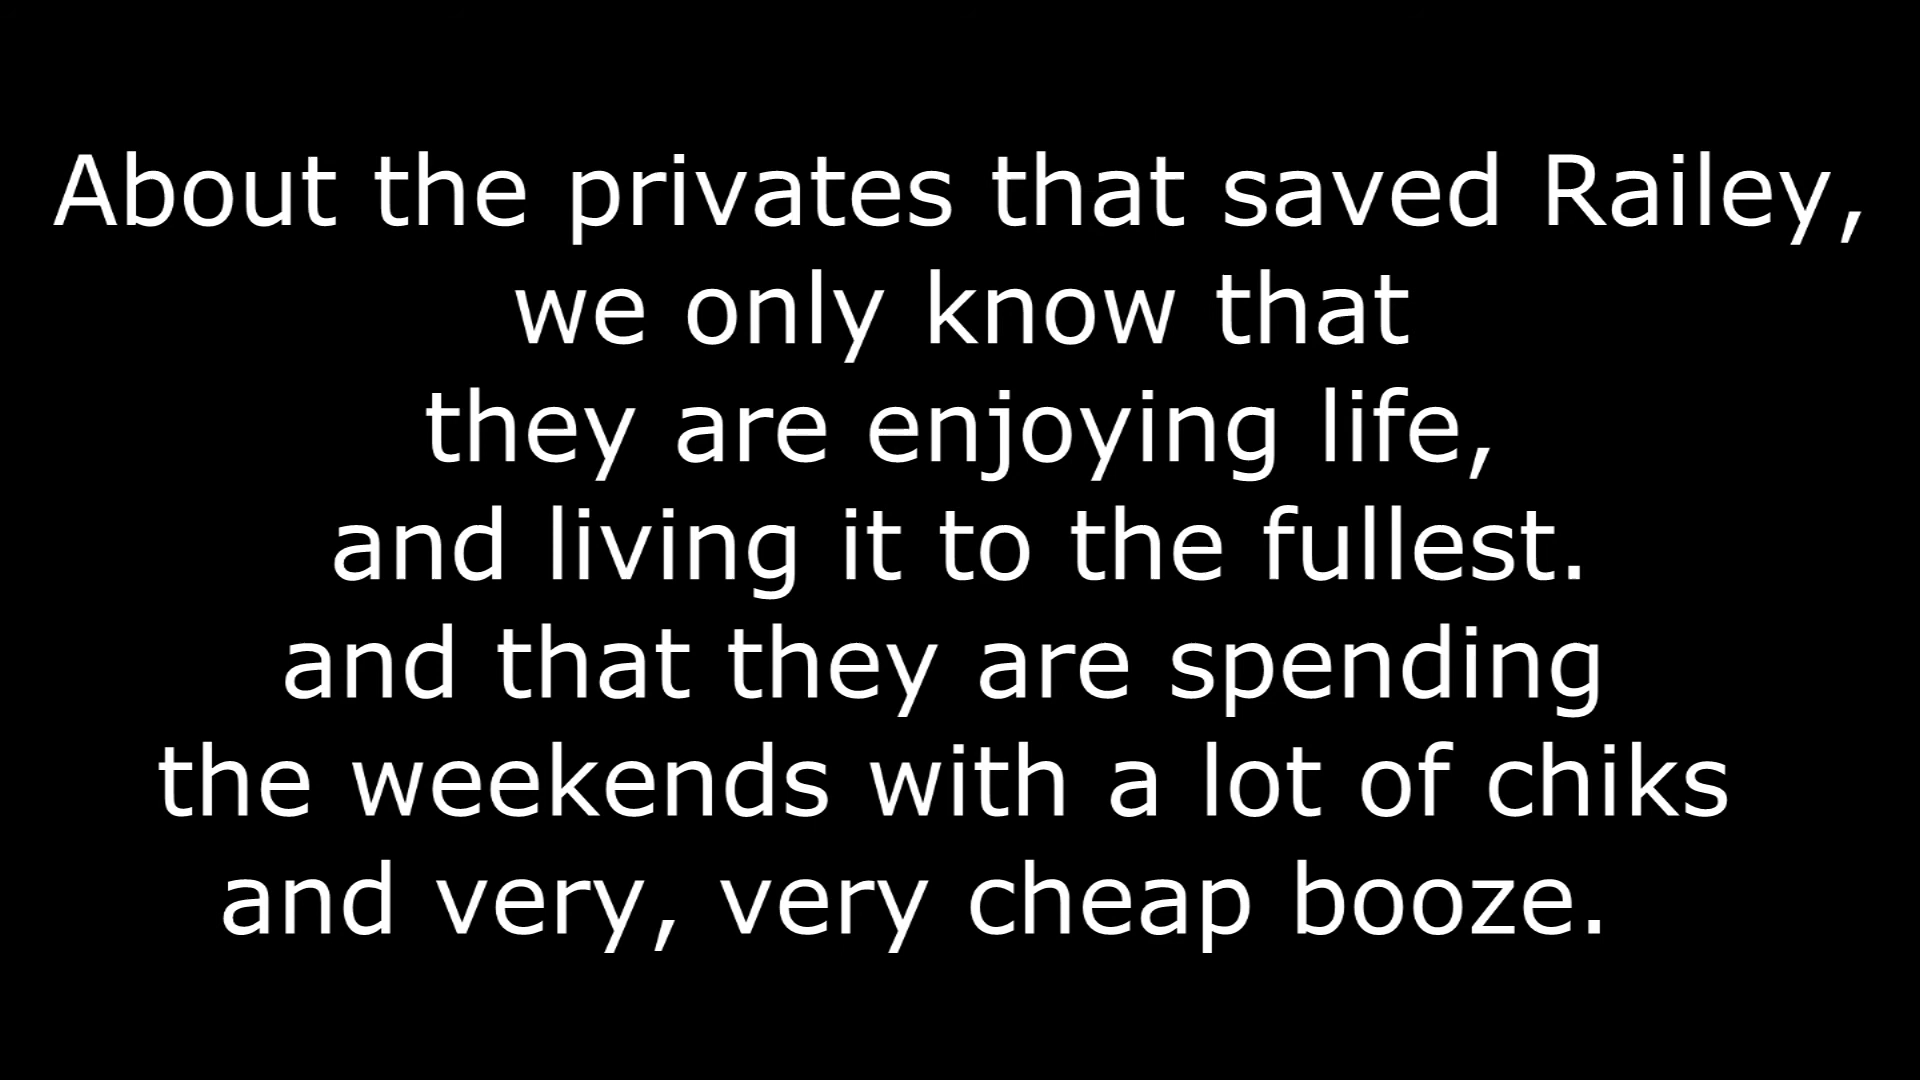 About the privates that saved Railey,
we only know that
they are enjoying life,
and living it to the fullest.
and that they are spending
the weekends with a lot of chiks
and very, very cheap booze.